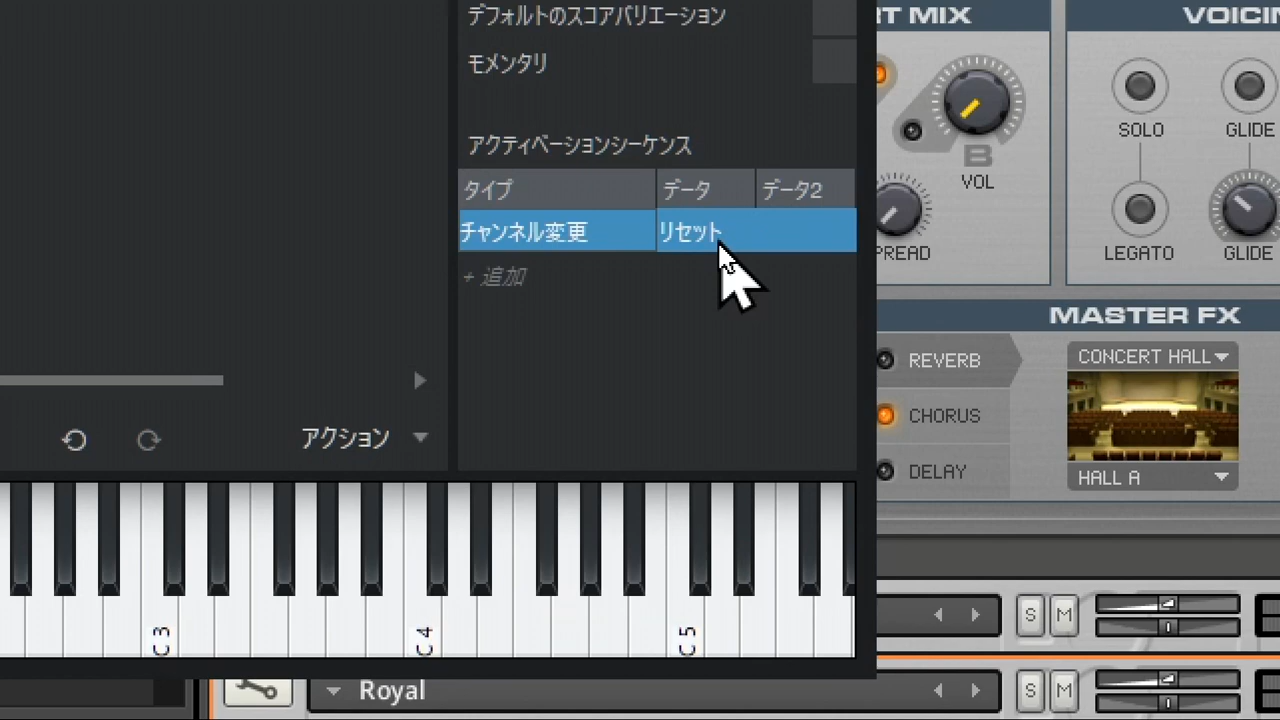 デフォルトのスコアバリエーション
モメンタリ
アクティベーションシーケンス
タイプ データ データ2
チャンネル変更 リセット
+ 追加
アクション
C 3 C 4 C 5
RT MIX
B
VOL
PREAD
VOICIN
SOLO GLIDE
LEGATO GLIDE
MASTER FX
REVERB
CHORUS
DELAY
CONCERT HALL
HALL A
S M
Royal
S M